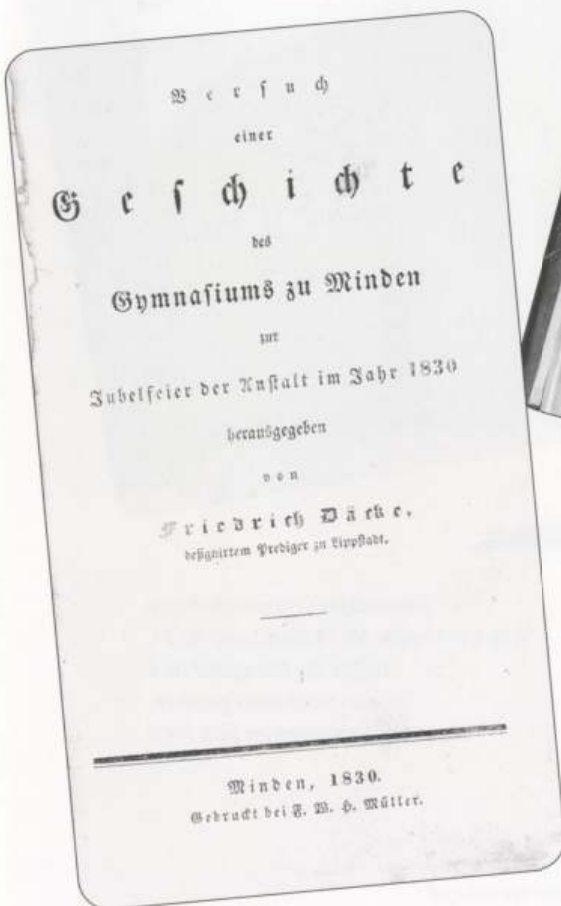 Versuch
einer
Geschichte
des
Gymnasiums zu Minden
zur
Jubelfeier der Anstalt im Jahr 1830
herausgegeben
von
Friedrich Däcke,
designirtem Prediger zu Lippstadt.
Minden, 1830.
Gedruckt bei F. W. H. Müller.